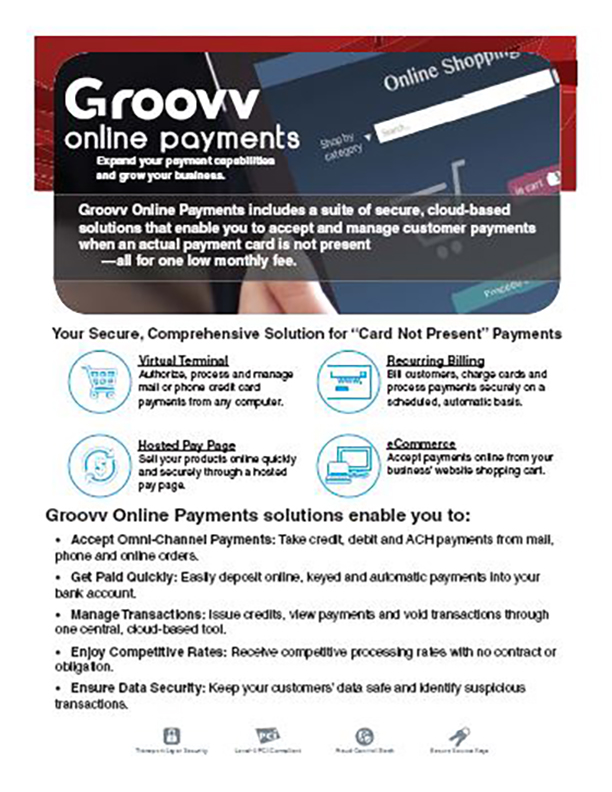 Online Shopping
Shop by
category
Search...
in cart
Groovv
online payments
Expand your payment capabilities
and grow your business.
Groovv Online Payments includes a suite of secure, cloud-based
solutions that enable you to accept and manage customer payments
when an actual payment card is not present
—all for one low monthly fee.
Your Secure, Comprehensive Solution for “Card Not Present” Payments
Virtual Terminal
Authorize, process and manage
mail or phone credit card
payments from any computer.
Recurring Billing
Bill customers, charge cards and
process payments securely on a
scheduled, automatic basis.
Hosted Pay Page
Sell your products online quickly
and securely through a hosted
pay page.
eCommerce
Accept payments online from your
business' website shopping cart.
Groovv Online Payments solutions enable you to:
• Accept Omni-Channel Payments: Take credit, debit and ACH payments from mail,
phone and online orders.
• Get Paid Quickly: Easily deposit online, keyed and automatic payments into your
bank account.
• Manage Transactions: Issue credits, view payments and void transactions through
one central, cloud-based tool.
• Enjoy Competitive Rates: Receive competitive processing rates with no contract or
obligation.
• Ensure Data Security: Keep your customers' data safe and identify suspicious
transactions.
PCI